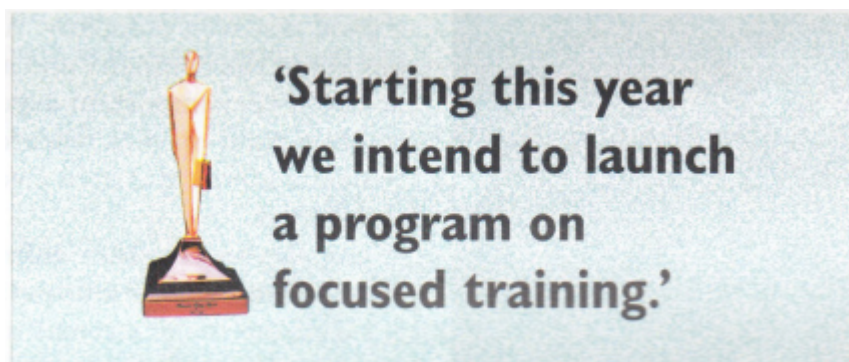 ‘Starting this year
we intend to launch
a program on
focused training.’